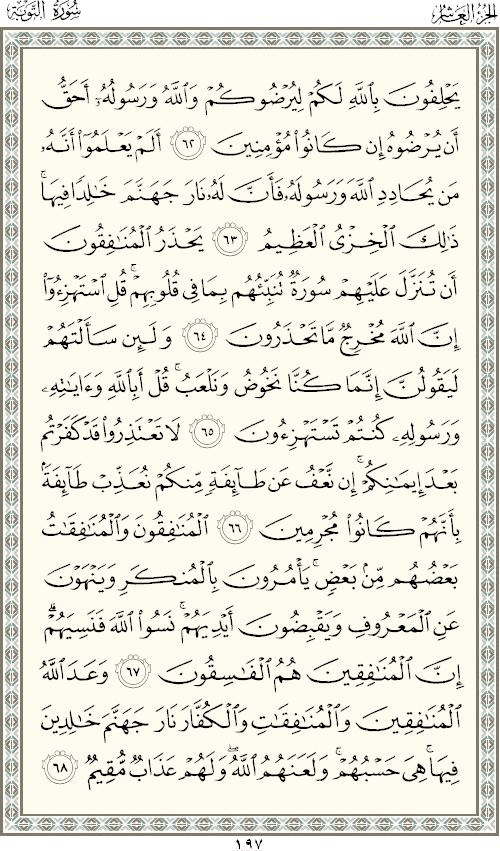 الجزء العاشر
سورة التوبة
يَحْلِفُونَ بِٱللَّهِ لَكُمْ لِيُرْضُوكُمْ وَٱللَّهُ وَرَسُولُهُۥٓ أَحَقُّ
أَن يُرْضُوهُ إِن كَانُوا۟ مُؤْمِنِينَ ٦٢ أَلَمْ يَعْلَمُوٓا۟ أَنَّهُۥ
مَن يُحَادِدِ ٱللَّهَ وَرَسُولَهُۥ فَأَنَّ لَهُۥ نَارَ جَهَنَّمَ خَـٰلِدًا فِيهَا ۚ
ذَٰلِكَ ٱلْخِزْىُ ٱلْعَظِيمُ ٦٣ يَحْذَرُ ٱلْمُنَـٰفِقُونَ
أَن تُنَزَّلَ عَلَيْهِمْ سُورَةٌ تُنَبِّئُهُم بِمَا فِى قُلُوبِهِمْ ۚ قُلِ ٱسْتَهْزِءُوٓا۟
إِنَّ ٱللَّهَ مُخْرِجٌ مَّا تَحْذَرُونَ ٦٤ وَلَئِن سَأَلْتَهُمْ
لَيَقُولُنَّ إِنَّمَا كُنَّا نَخُوضُ وَنَلْعَبُ ۚ قُلْ أَبِٱللَّهِ وَءَايَـٰتِهِۦ
وَرَسُولِهِۦ كُنتُمْ تَسْتَهْزِءُونَ ٦٥ لَا تَعْتَذِرُوا۟ قَدْ كَفَرْتُم
بَعْدَ إِيمَـٰنِكُمْ ۚ إِن نَّعْفُ عَن طَآئِفَةٍ مِّنكُمْ نُعَذِّبْ طَآئِفَةًۢ
بِأَنَّهُمْ كَانُوا۟ مُجْرِمِينَ ٦٦ ٱلْمُنَـٰفِقُونَ وَٱلْمُنَـٰفِقَـٰتُ
بَعْضُهُم مِّنۢ بَعْضٍ ۚ يَأْمُرُونَ بِٱلْمُنكَرِ وَيَنْهَوْنَ
عَنِ ٱلْمَعْرُوفِ وَيَقْبِضُونَ أَيْدِيَهُمْ ۚ نَسُوا۟ ٱللَّهَ فَنَسِيَهُمْ ۗ
إِنَّ ٱلْمُنَـٰفِقِينَ هُمُ ٱلْفَـٰسِقُونَ ٦٧ وَعَدَ ٱللَّهُ
ٱلْمُنَـٰفِقِينَ وَٱلْمُنَـٰفِقَـٰتِ وَٱلْكُفَّارَ نَارَ جَهَنَّمَ خَـٰلِدِينَ
فِيهَا ۚ هِىَ حَسْبُهُمْ ۚ وَلَعَنَهُمُ ٱللَّهُ ۖ وَلَهُمْ عَذَابٌ مُّقِيمٌ ٦٨
١٩٧